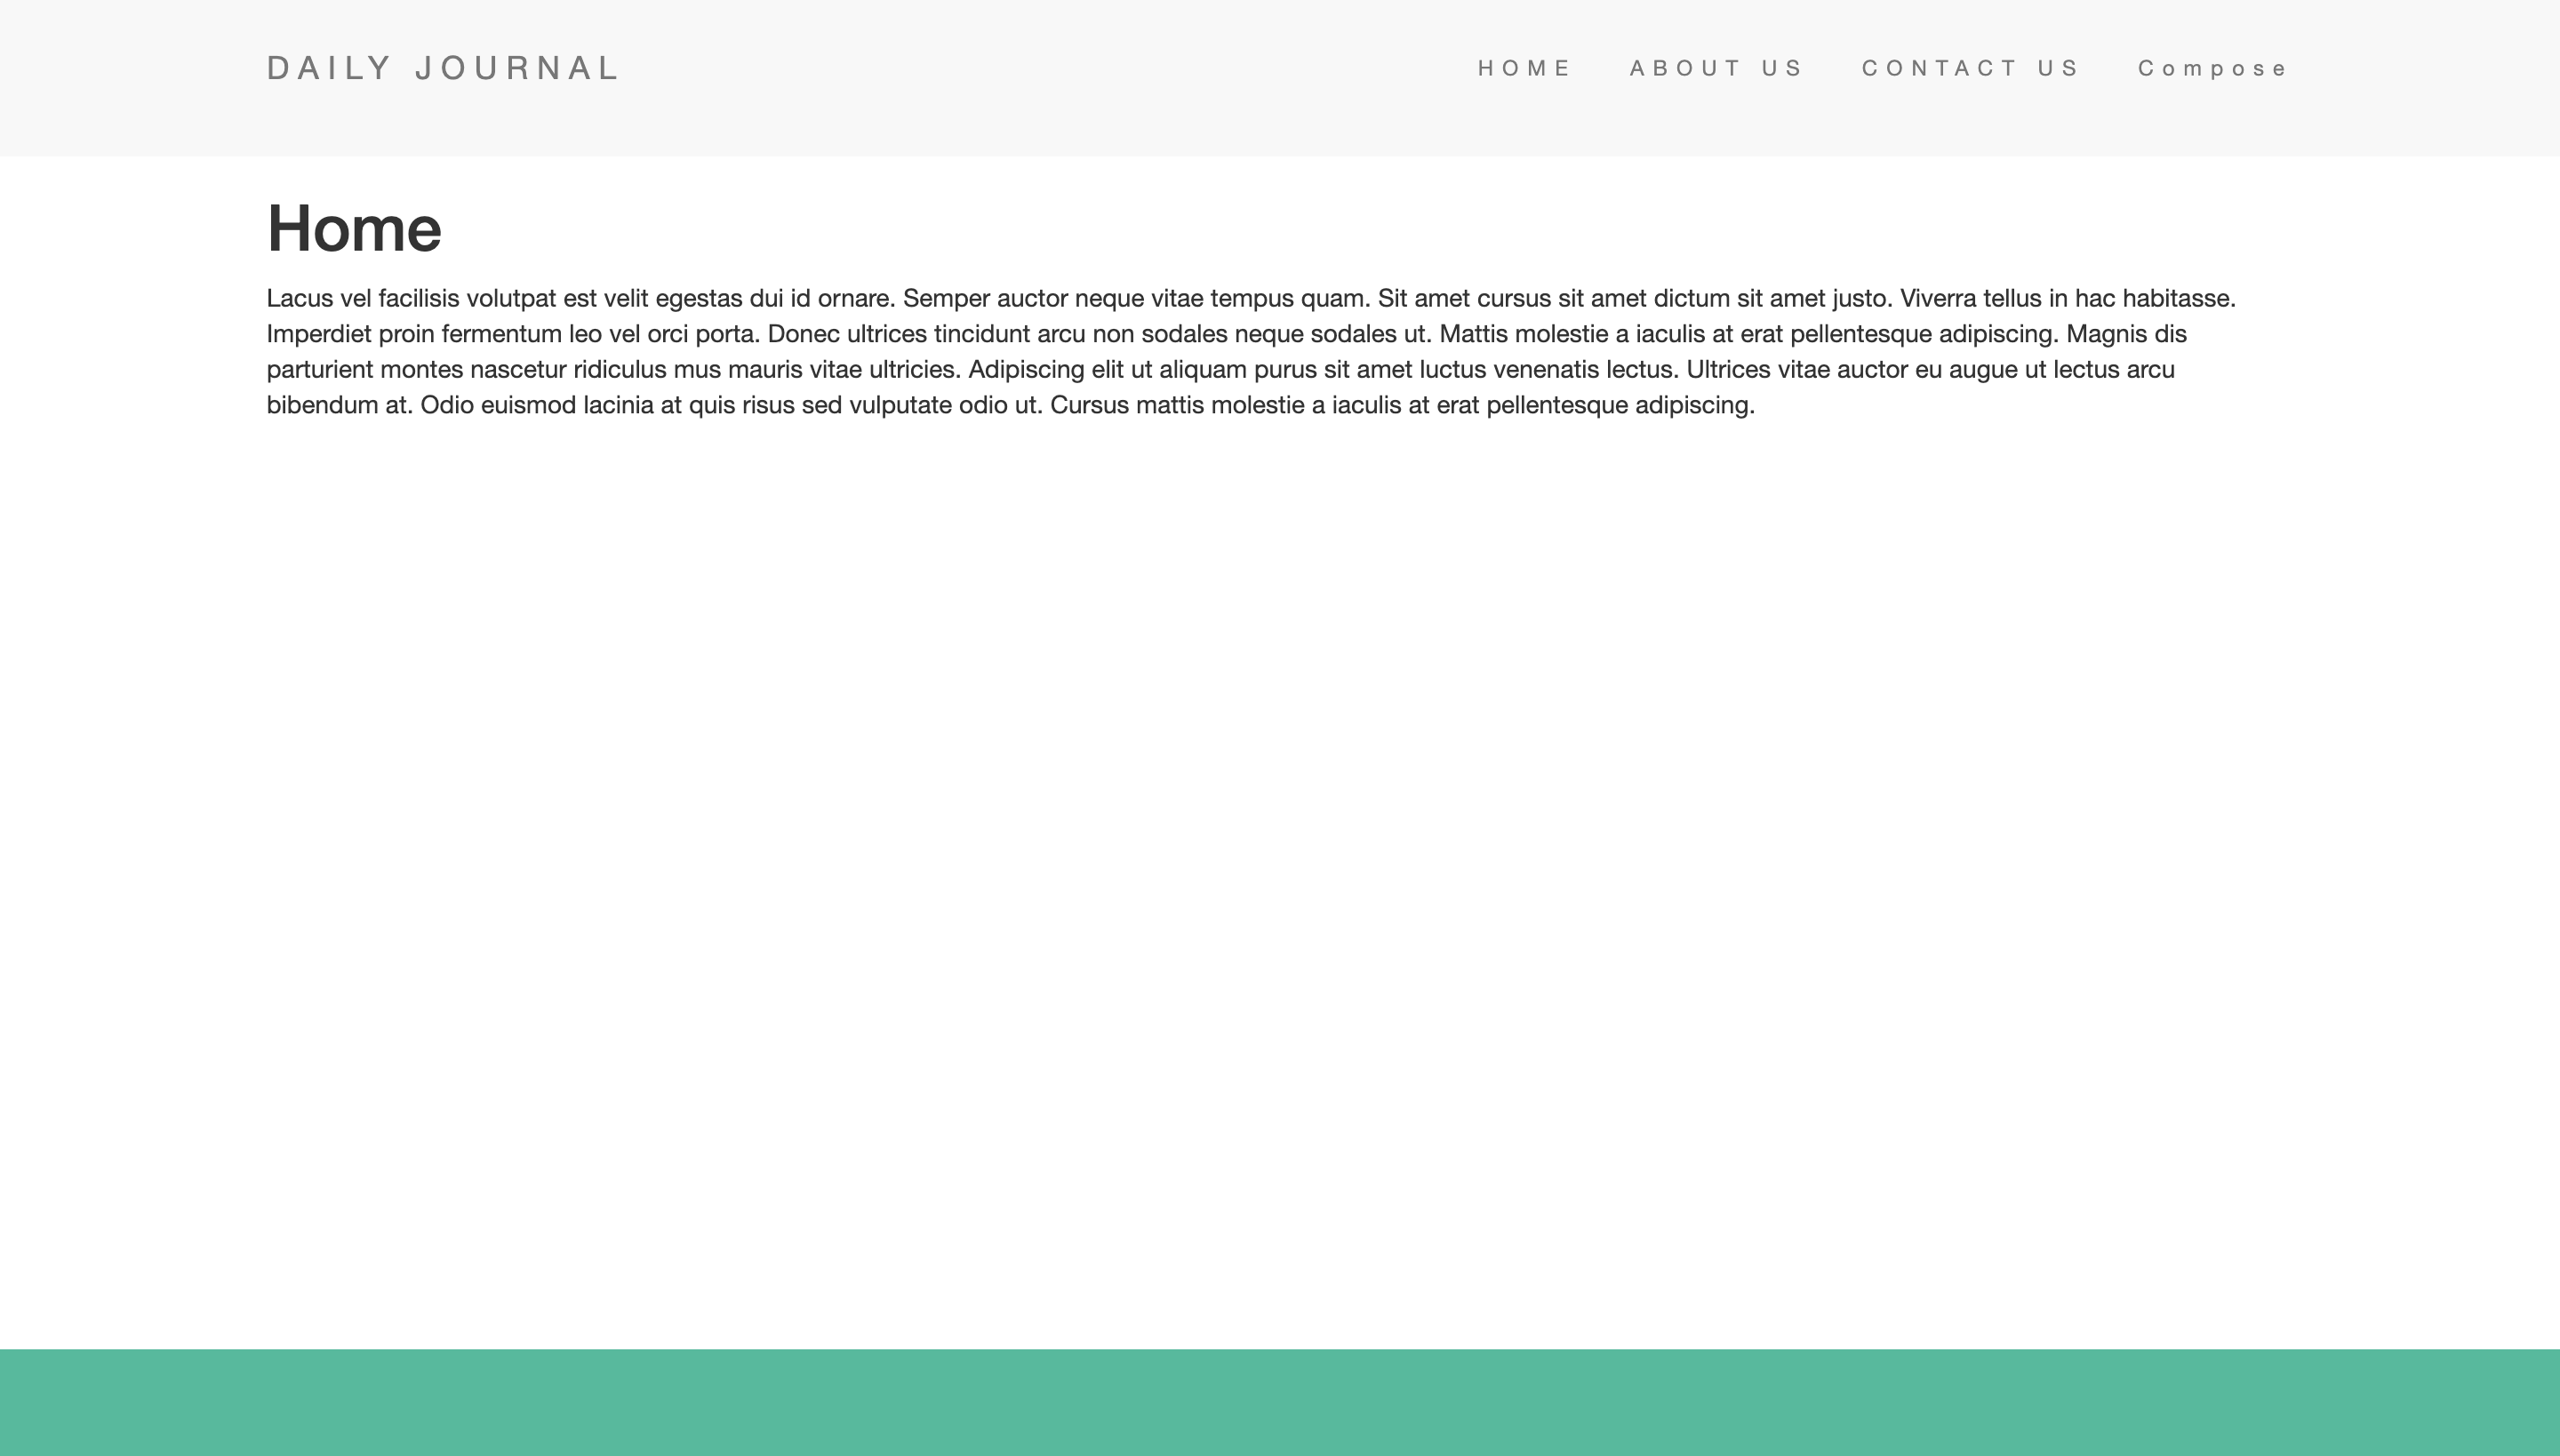 DAILY JOURNAL
HOME ABOUT US CONTACT US Compose
Home
Lacus vel facilisis volutpat est velit egestas dui id ornare. Semper auctor neque vitae tempus quam. Sit amet cursus sit amet dictum sit amet justo. Viverra tellus in hac habitasse.
Imperdiet proin fermentum leo vel orci porta. Donec ultrices tincidunt arcu non sodales neque sodales ut. Mattis molestie a iaculis at erat pellentesque adipiscing. Magnis dis
parturient montes nascetur ridiculus mus mauris vitae ultricies. Adipiscing elit ut aliquam purus sit amet luctus venenatis lectus. Ultrices vitae auctor eu augue ut lectus arcu
bibendum at. Odio euismod lacinia at quis risus sed vulputate odio ut. Cursus mattis molestie a iaculis at erat pellentesque adipiscing.